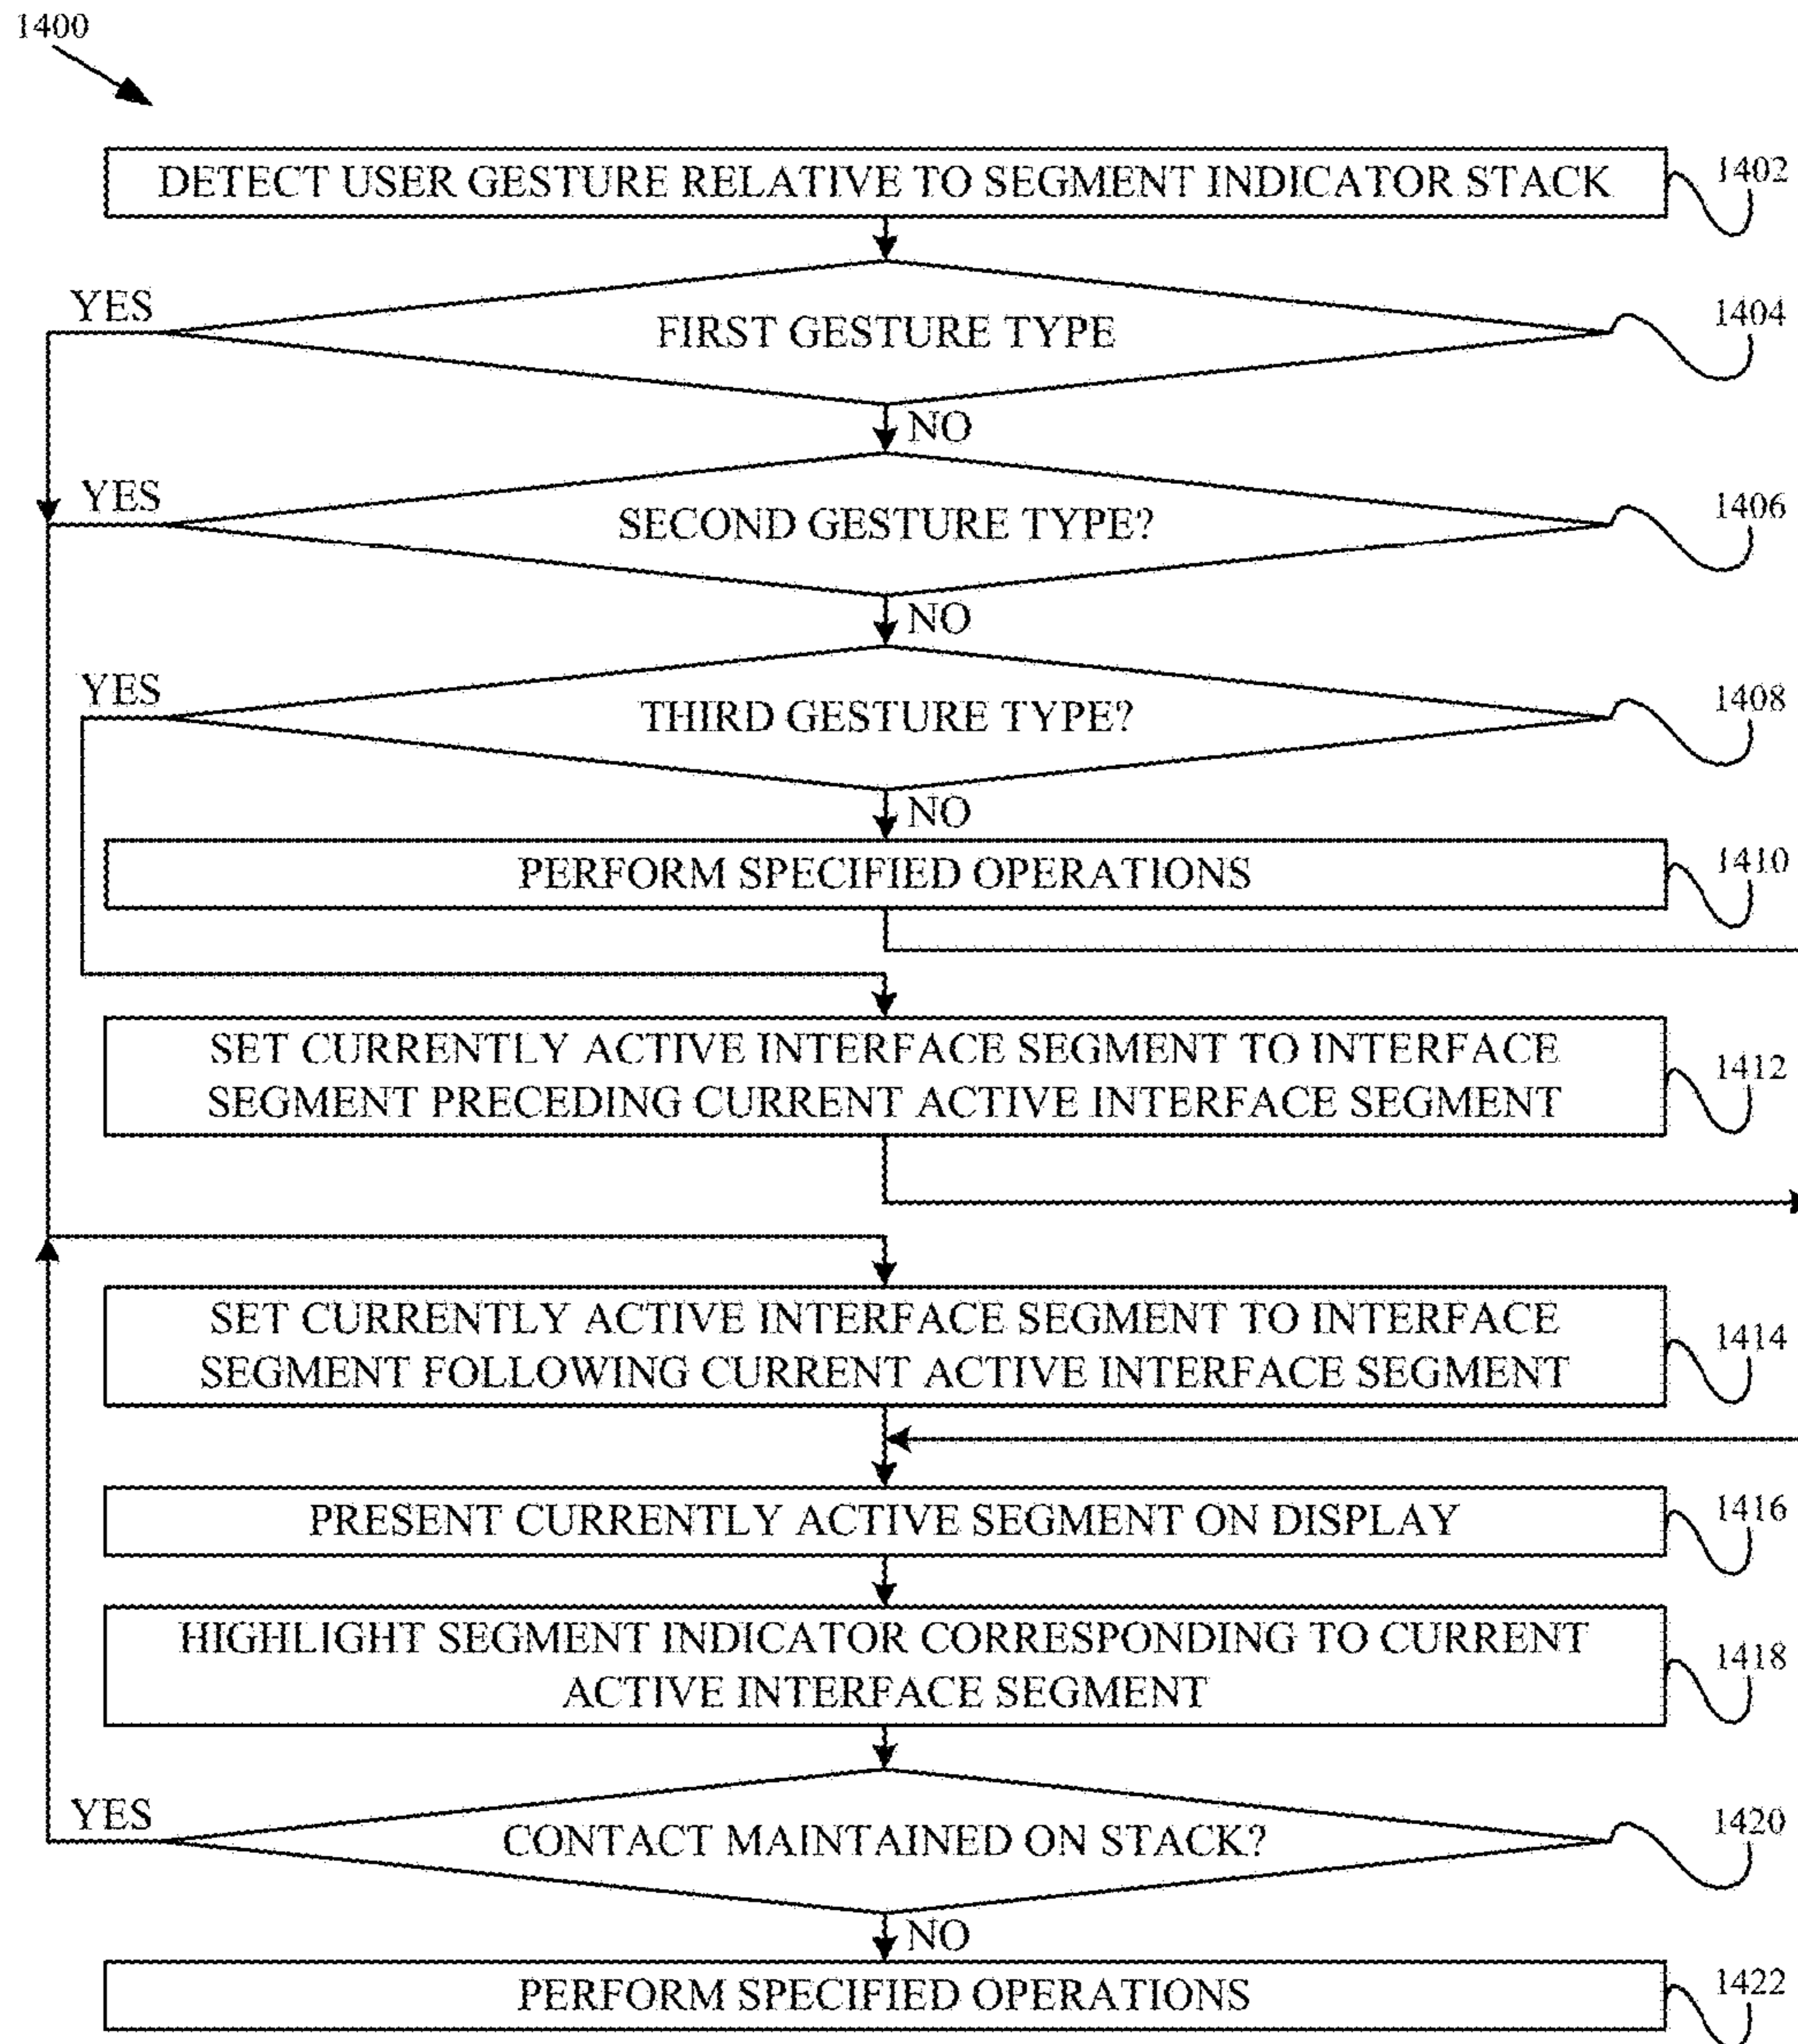 1400
DETECT USER GESTURE RELATIVE TO SEGMENT INDICATOR STACK
1402
YES
FIRST GESTURE TYPE
1404
NO
YES
SECOND GESTURE TYPE?
1406
NO
YES
THIRD GESTURE TYPE?
1408
NO
PERFORM SPECIFIED OPERATIONS
1410
SET CURRENTLY ACTIVE INTERFACE SEGMENT TO INTERFACE
SEGMENT PRECEDING CURRENT ACTIVE INTERFACE SEGMENT
1412
SET CURRENTLY ACTIVE INTERFACE SEGMENT TO INTERFACE
SEGMENT FOLLOWING CURRENT ACTIVE INTERFACE SEGMENT
1414
PRESENT CURRENTLY ACTIVE SEGMENT ON DISPLAY
1416
HIGHLIGHT SEGMENT INDICATOR CORRESPONDING TO CURRENT
ACTIVE INTERFACE SEGMENT
1418
YES
CONTACT MAINTAINED ON STACK?
1420
NO
PERFORM SPECIFIED OPERATIONS
1422